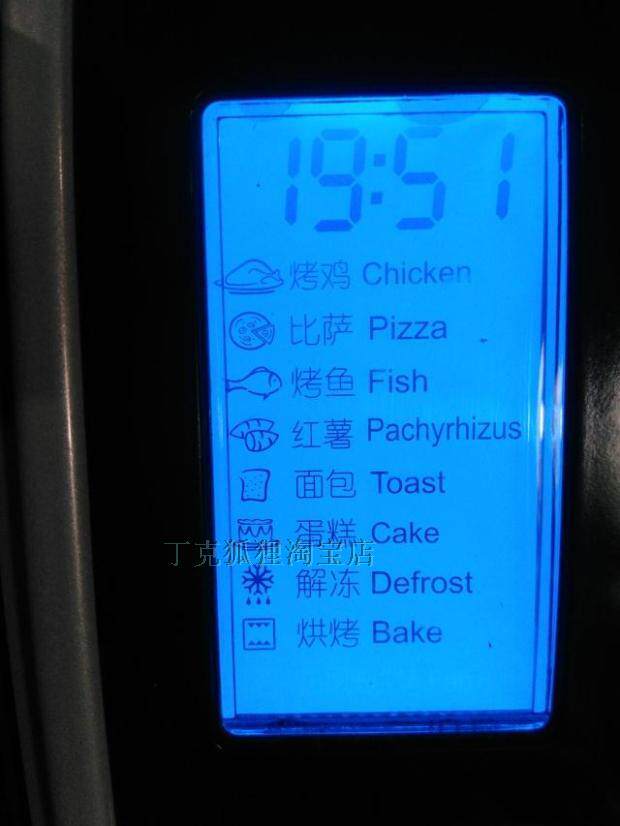 19:51
烤鸡 Chicken
比萨 Pizza
烤鱼 Fish
红薯 Pachyrhizus
面包 Toast
蛋糕 Cake
丁克狐狸淘宝店
解冻 Defrost
烘烤 Bake